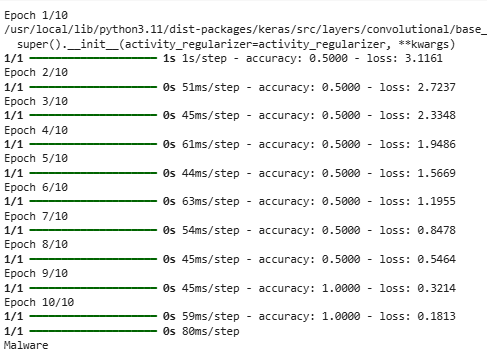 Epoch 1/10
/usr/local/lib/python3.11/dist-packages/keras/src/layers/convolutional/base_
super().__init__(activity_regularizer=activity_regularizer, **kwargs)
1/1 1s 1s/step - accuracy: 0.5000 - loss: 3.1161
Epoch 2/10
1/1 0s 51ms/step - accuracy: 0.5000 - loss: 2.7237
Epoch 3/10
1/1 0s 45ms/step - accuracy: 0.5000 - loss: 2.3348
Epoch 4/10
1/1 0s 61ms/step - accuracy: 0.5000 - loss: 1.9486
Epoch 5/10
1/1 0s 44ms/step - accuracy: 0.5000 - loss: 1.5669
Epoch 6/10
1/1 0s 63ms/step - accuracy: 0.5000 - loss: 1.1955
Epoch 7/10
1/1 0s 54ms/step - accuracy: 0.5000 - loss: 0.8478
Epoch 8/10
1/1 0s 45ms/step - accuracy: 0.5000 - loss: 0.5464
Epoch 9/10
1/1 0s 45ms/step - accuracy: 1.0000 - loss: 0.3214
Epoch 10/10
1/1 0s 59ms/step - accuracy: 1.0000 - loss: 0.1813
1/1 0s 80ms/step
Malware